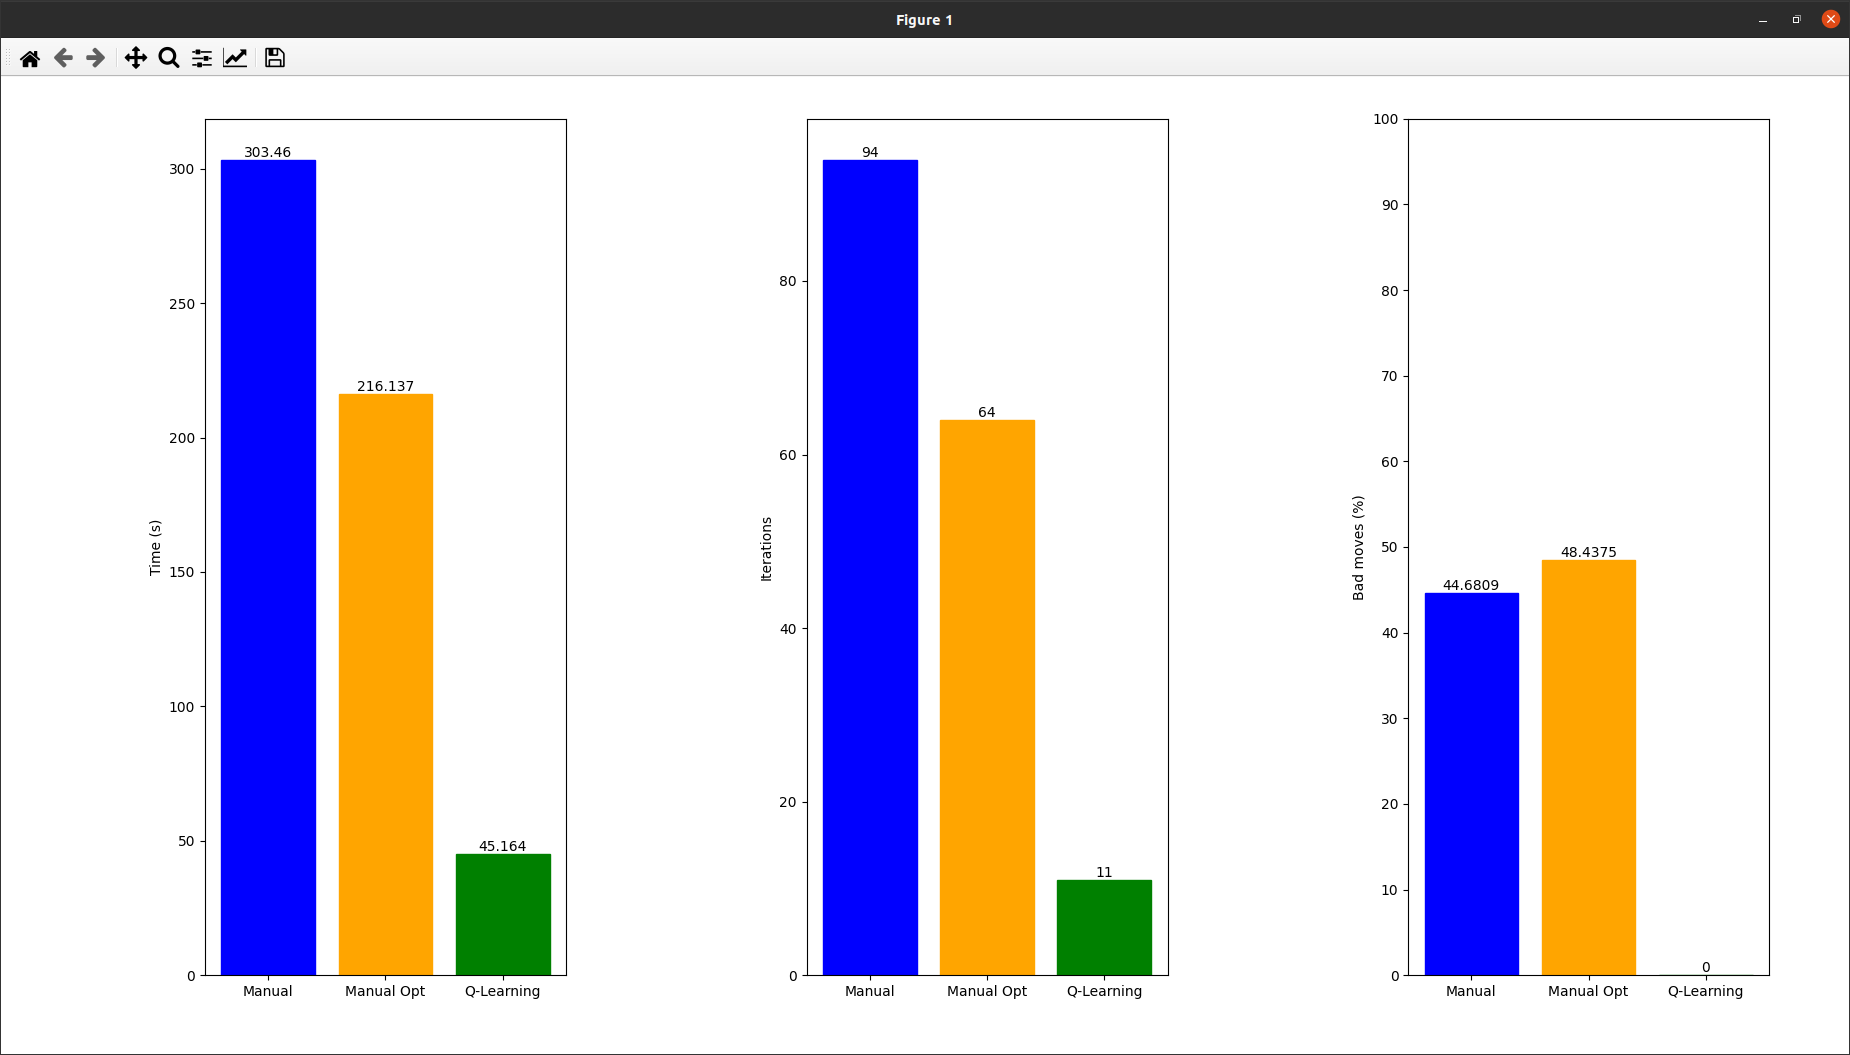 Figure 1
Time (s)
300
250
200
150
100
50
0
303.46
216.137
45.164
Manual
Manual Opt
Q-Learning
Iterations
80
60
40
20
0
94
64
11
Manual
Manual Opt
Q-Learning
Bad moves (%)
100
90
80
70
60
50
40
30
20
10
0
44.6809
48.4375
0
Manual
Manual Opt
Q-Learning